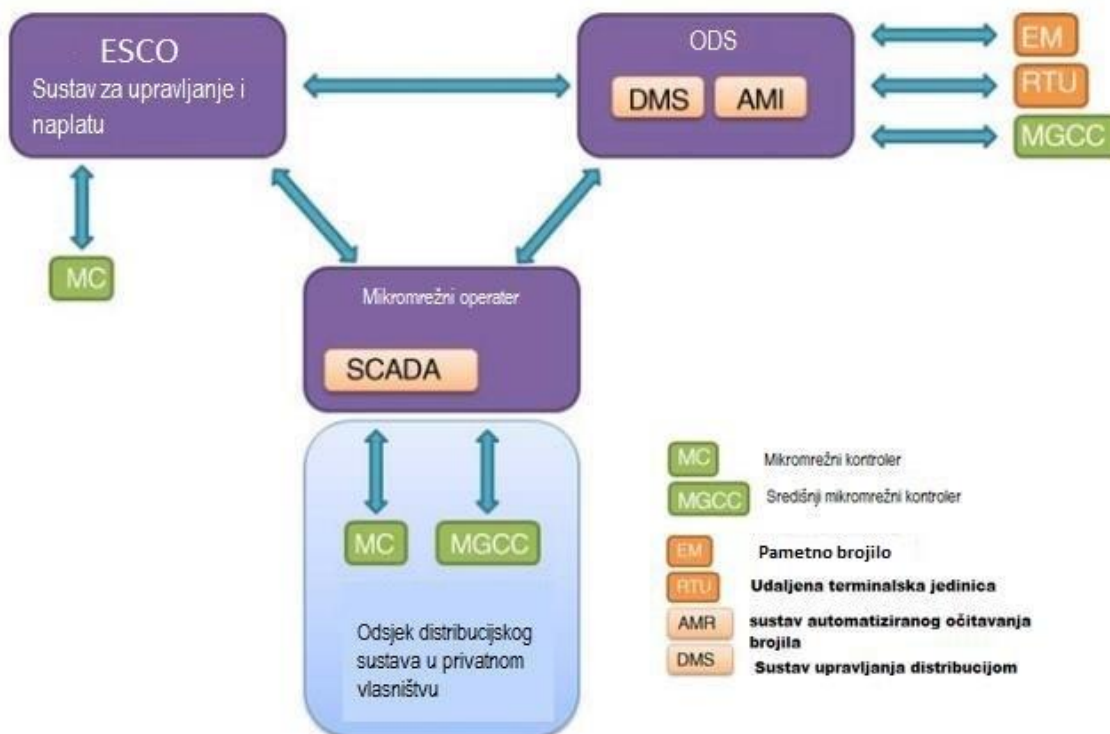 ESCO
Sustav za upravljanje i
naplatu
ODS
DMS
AMI
EM
RTU
MGCC
MC
Mikromrežni operater
SCADA
MC
MGCC
Odsjek distribucijskog
sustava u privatnom
vlasništvu
MC Mikromrežni kontroler
MGCC Središnji mikromrežni kontroler
EM Pametno brojilo
RTU Udaljena terminalska jedinica
AMR sustav automatiziranog očitavanja
brojila
DMS Sustav upravljanja distribucijom